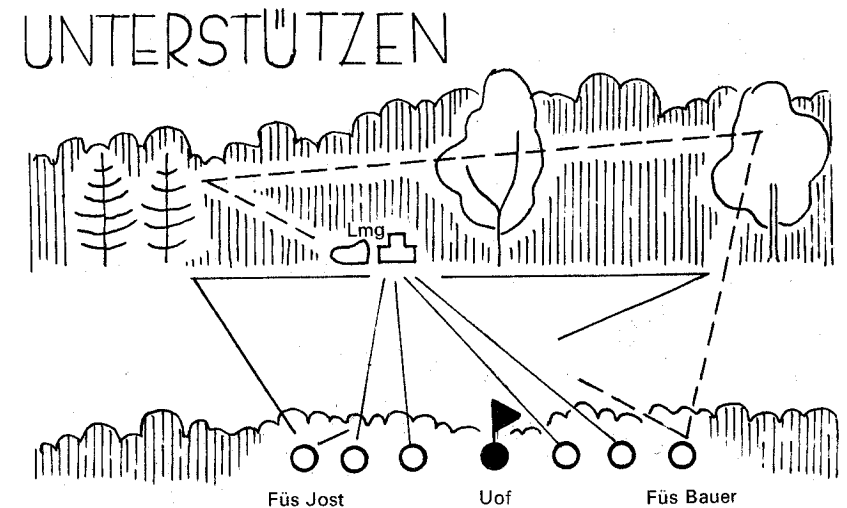 UNTERSTÜTZEN
Lmg
Füs Jost
Uof
Füs Bauer